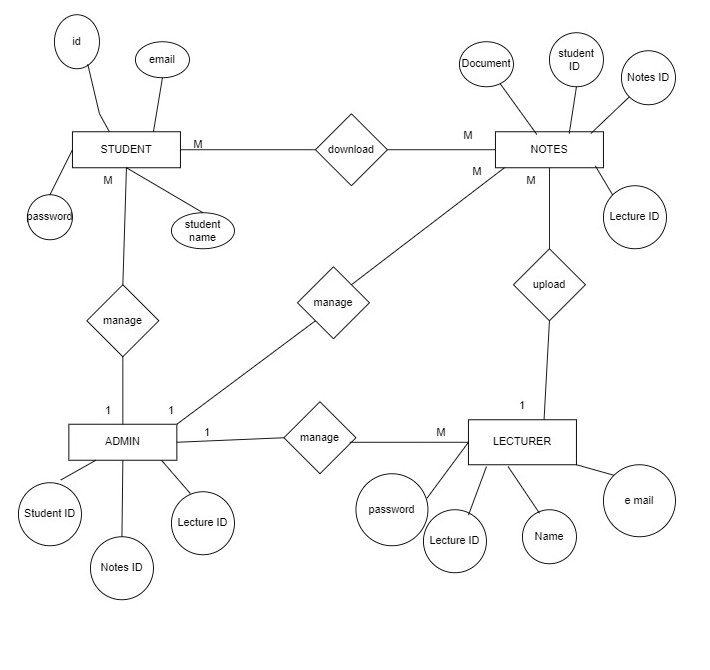 id
email
Document
student
ID
Notes ID
STUDENT
M
download
M
NOTES
M
M
M
password
student
name
Lecture ID
manage
manage
upload
1
1
1
ADMIN
1
manage
M
LECTURER
Student ID
Notes ID
Lecture ID
password
Lecture ID
Name
e mail